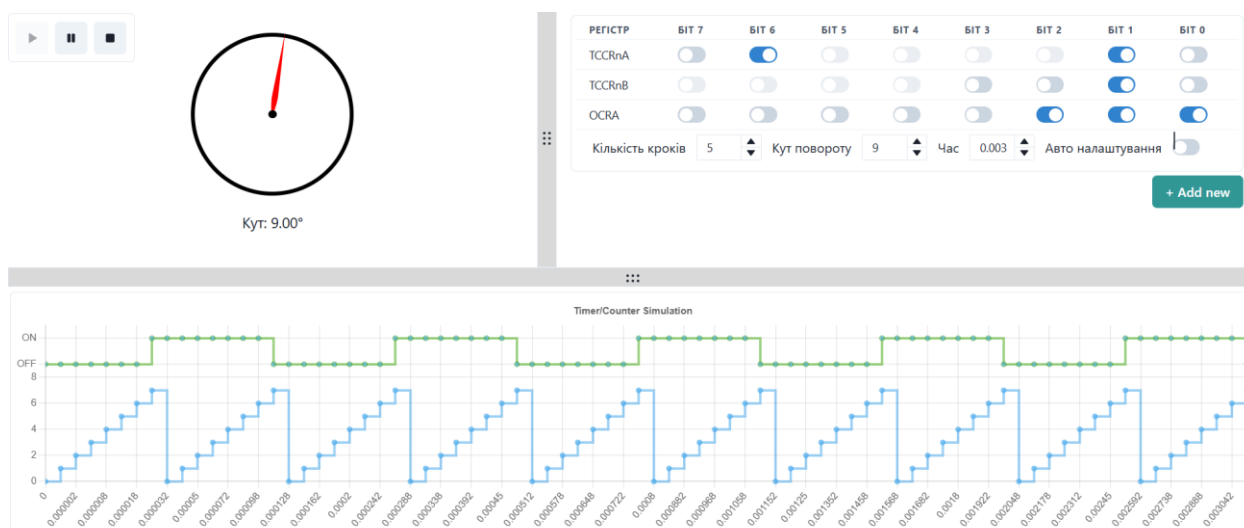 РЕГІСТР БІТ 7 БІТ 6 БІТ 5 БІТ 4 БІТ 3 БІТ 2 БІТ 1 БІТ 0
TCCRnA
TCCRnB
OCRA
Кількість кроків 5 Кут повороту 9 Час 0.003 Авто налаштування
+ Add new
Кут: 9.00°
Timer/Counter Simulation
ON
OFF
8
6
4
2
0
0 0.000002 0.000008 0.000018 0.000032 0.00005 0.000072 0.000098 0.000128 0.000162 0.0002 0.000242 0.000288 0.000338 0.000392 0.00045 0.000512 0.000578 0.000648 0.000722 0.0008 0.000882 0.000968 0.001058 0.001152 0.00125 0.001352 0.001458 0.001568 0.001682 0.0018 0.001922 0.002048 0.002178 0.002312 0.00245 0.002592 0.002738 0.002888 0.003042